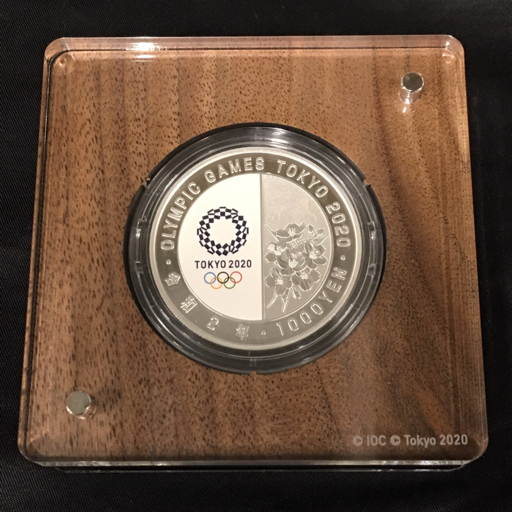 OLYMPIC GAMES TOKYO 2020
TOKYO 2020
令和2年・1000YEN
© IOC © Tokyo 2020